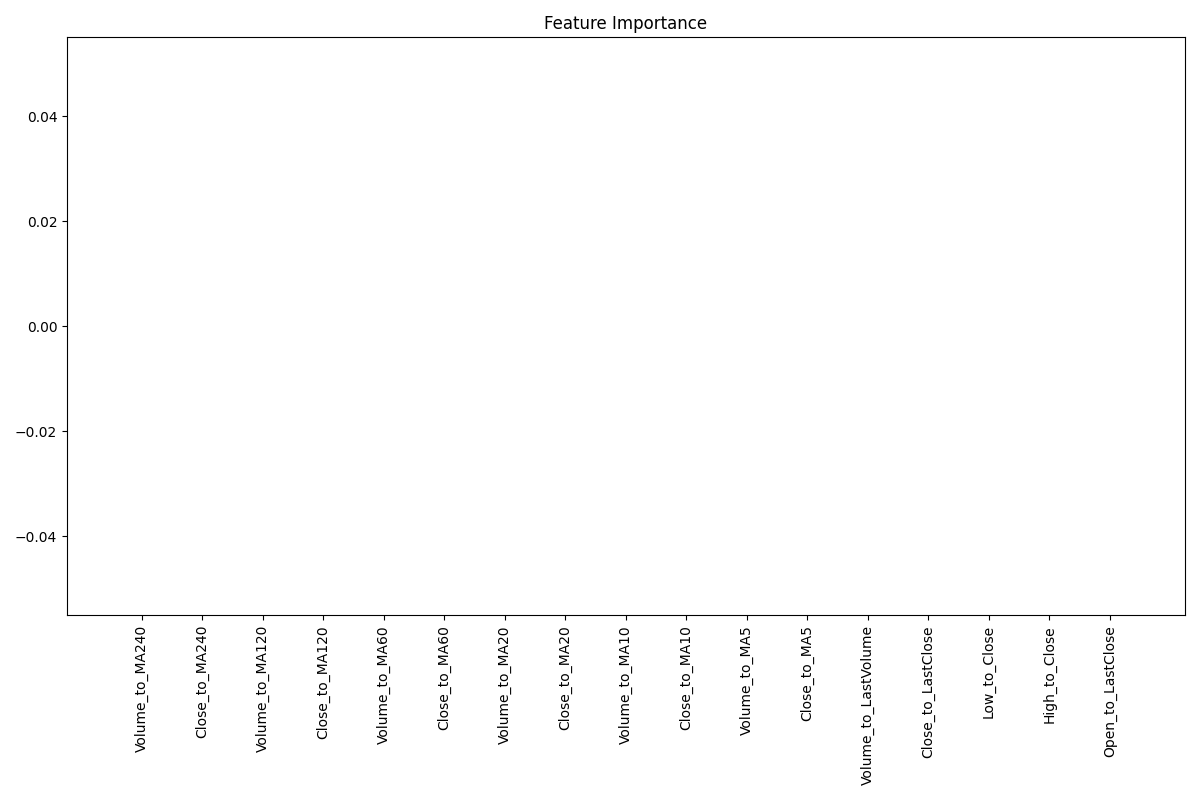 Feature Importance
0.04
0.02
0.00
−0.02
−0.04
Volume_to_MA240
Close_to_MA240
Volume_to_MA120
Close_to_MA120
Volume_to_MA60
Close_to_MA60
Volume_to_MA20
Close_to_MA20
Volume_to_MA10
Close_to_MA10
Volume_to_MA5
Close_to_MA5
Volume_to_LastVolume
Close_to_LastClose
Low_to_Close
High_to_Close
Open_to_LastClose